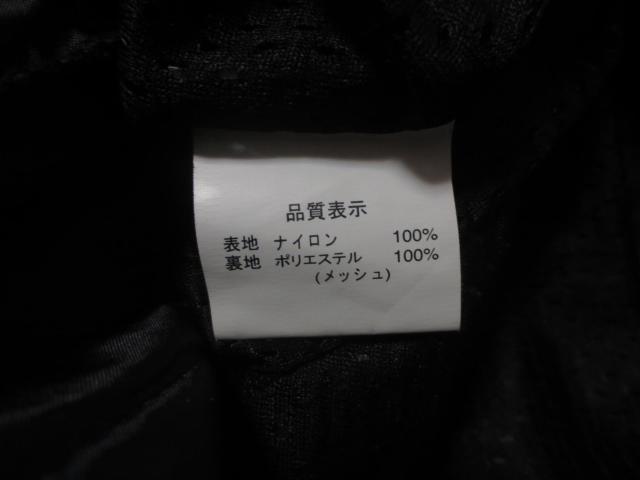 品質表示
表地 ナイロン 100%
裏地 ポリエステル 100%
(メッシュ)